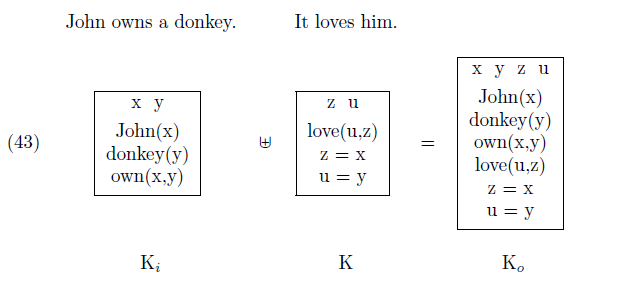 John owns a donkey. It loves him.
(43)
x y
John(x)
donkey(y)
own(x,y)
⊎
z u
love(u,z)
z = x
u = y
=
x y z u
John(x)
donkey(y)
own(x,y)
love(u,z)
z = x
u = y
K_i K K_o